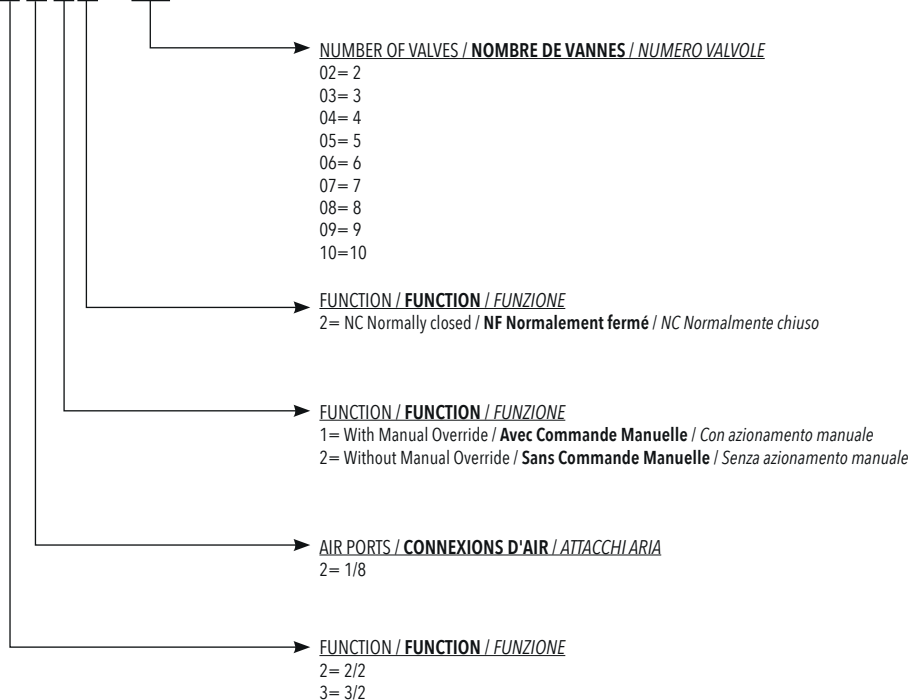 NUMBER OF VALVES / NOMBRE DE VANNES / NUMERO VALVOLE
02= 2
03= 3
04= 4
05= 5
06= 6
07= 7
08= 8
09= 9
10=10
FUNCTION / FUNCTION / FUNZIONE
2= NC Normally closed / NF Normalement fermé / NC Normalmente chiuso
FUNCTION / FUNCTION / FUNZIONE
1= With Manual Override / Avec Commande Manuelle / Con azionamento manuale
2= Without Manual Override / Sans Commande Manuelle / Senza azionamento manuale
AIR PORTS / CONNEXIONS D'AIR / ATTACCHI ARIA
2= 1/8
FUNCTION / FUNCTION / FUNZIONE
2= 2/2
3= 3/2